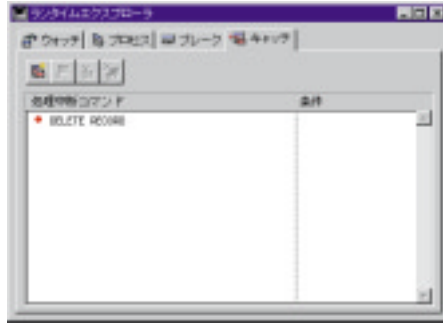 ランタイムエクスプローラ
ウォッチ プロセス ブレーク キャッチ
処理中断コマンド 条件
DELETE RECORD